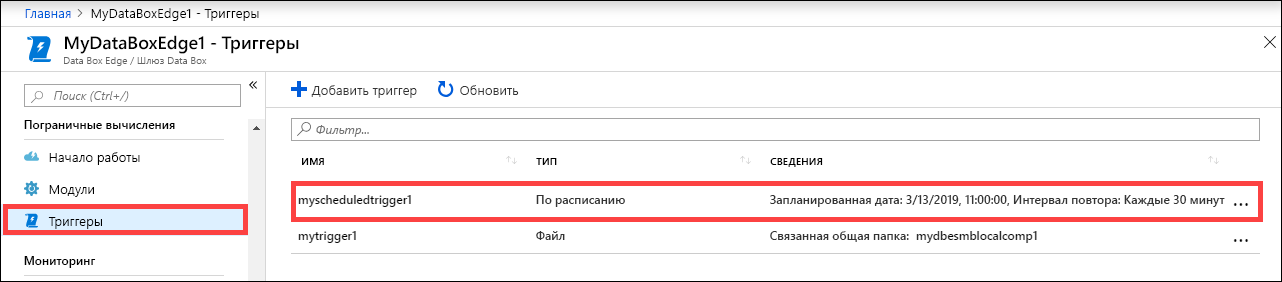 Главная > MyDataBoxEdge1 - Триггеры
MyDataBoxEdge1 - Триггеры
Data Box Edge / Шлюз Data Box
Поиск (Ctrl+/)
Пограничные вычисления
Начало работы
Модули
Триггеры
Мониторинг
Добавить триггер Обновить
Фильтр...
ИМЯ ТИП СВЕДЕНИЯ
myscheduledtrigger1 По расписанию Запланированная дата: 3/13/2019, 11:00:00, Интервал повтора: Каждые 30 минут ...
mytrigger1 Файл Связанная общая папка: mydbesmblocalcomp1 ...